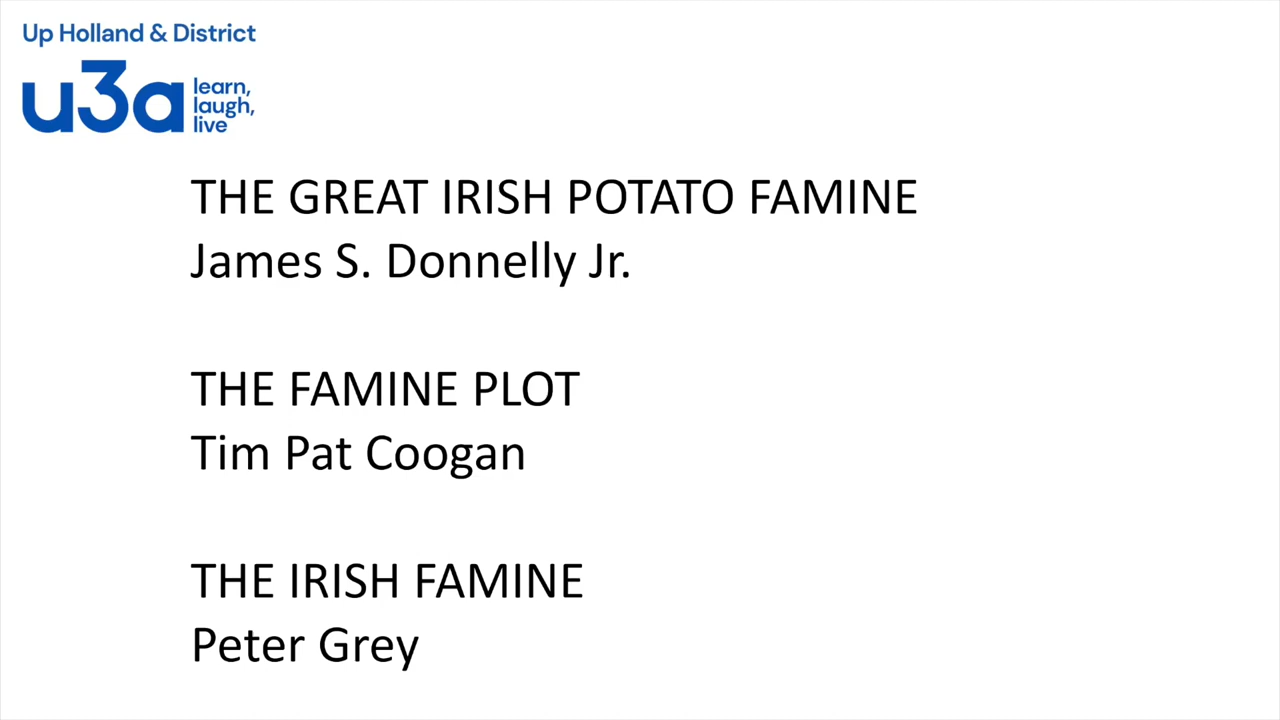 Up Holland & District
u3a
learn,
laugh,
live
THE GREAT IRISH POTATO FAMINE
James S. Donnelly Jr.
THE FAMINE PLOT
Tim Pat Coogan
THE IRISH FAMINE
Peter Grey